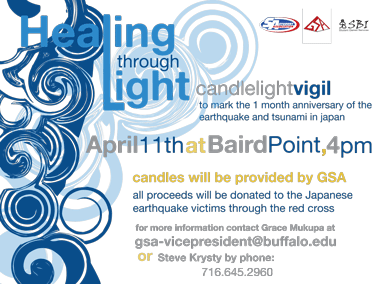 Healing
through
Light
candlelightvigil
to mark the 1 month anniversary of the
earthquake and tsunami in japan
April11th at BairdPoint,4pm
candles will be provided by GSA
all proceeds will be donated to the Japanese
earthquake victims through the red cross
for more information contact Grace Mukupa at
gsa-vicepresident@buffalo.edu
or Steve Krysty by phone:
716.645.2960
SBI